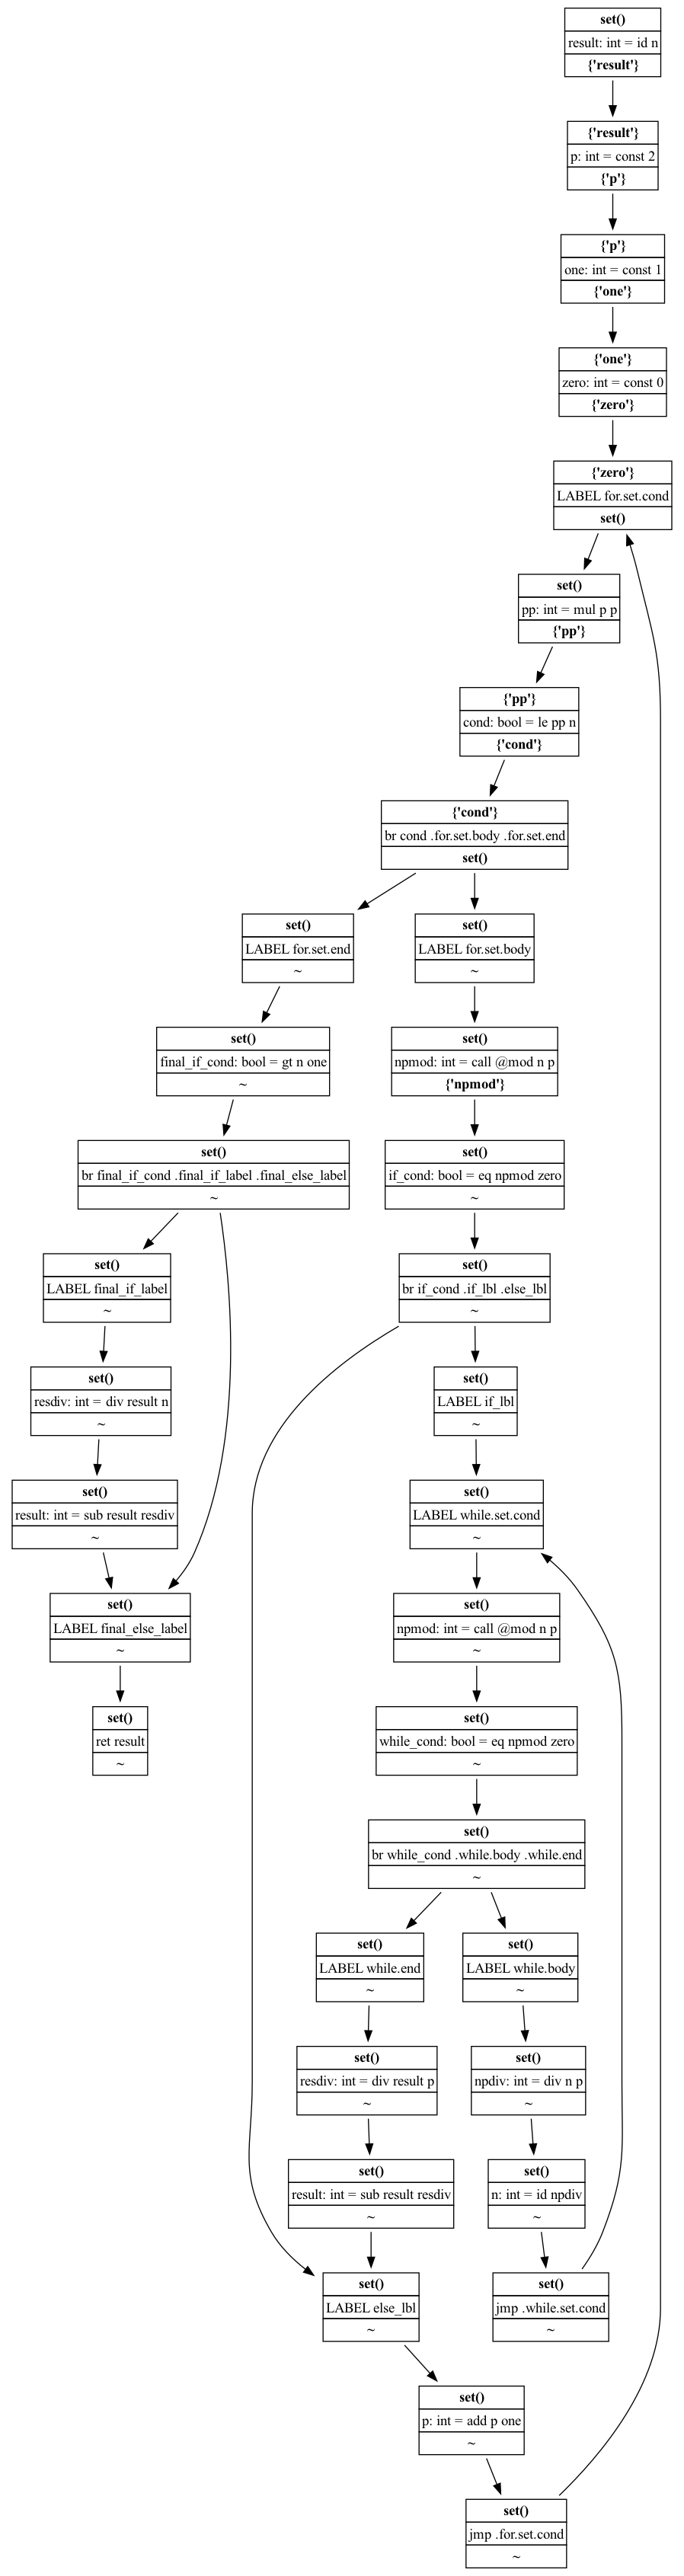 set()
result: int = id n
{'result'}
{'result'}
p: int = const 2
{'p'}
{'p'}
one: int = const 1
{'one'}
{'one'}
zero: int = const 0
{'zero'}
{'zero'}
LABEL for.set.cond
set()
set()
pp: int = mul p p
{'pp'}
{'pp'}
cond: bool = le pp n
{'cond'}
{'cond'}
br cond .for.set.body .for.set.end
set()
set()
LABEL for.set.end
~
set()
LABEL for.set.body
~
set()
final_if_cond: bool = gt n one
~
set()
npmod: int = call @mod n p
{'npmod'}
set()
br final_if_cond .final_if_label .final_else_label
~
set()
if_cond: bool = eq npmod zero
~
set()
LABEL final_if_label
~
set()
br if_cond .if_lbl .else_lbl
~
set()
resdiv: int = div result n
~
set()
LABEL if_lbl
~
set()
result: int = sub result resdiv
~
set()
LABEL while.set.cond
~
set()
LABEL final_else_label
~
set()
npmod: int = call @mod n p
~
set()
ret result
~
set()
while_cond: bool = eq npmod zero
~
set()
br while_cond .while.body .while.end
~
set()
LABEL while.end
~
set()
LABEL while.body
~
set()
resdiv: int = div result p
~
set()
npdiv: int = div n p
~
set()
result: int = sub result resdiv
~
set()
n: int = id npdiv
~
set()
LABEL else_lbl
~
set()
jmp .while.set.cond
~
set()
p: int = add p one
~
set()
jmp .for.set.cond
~